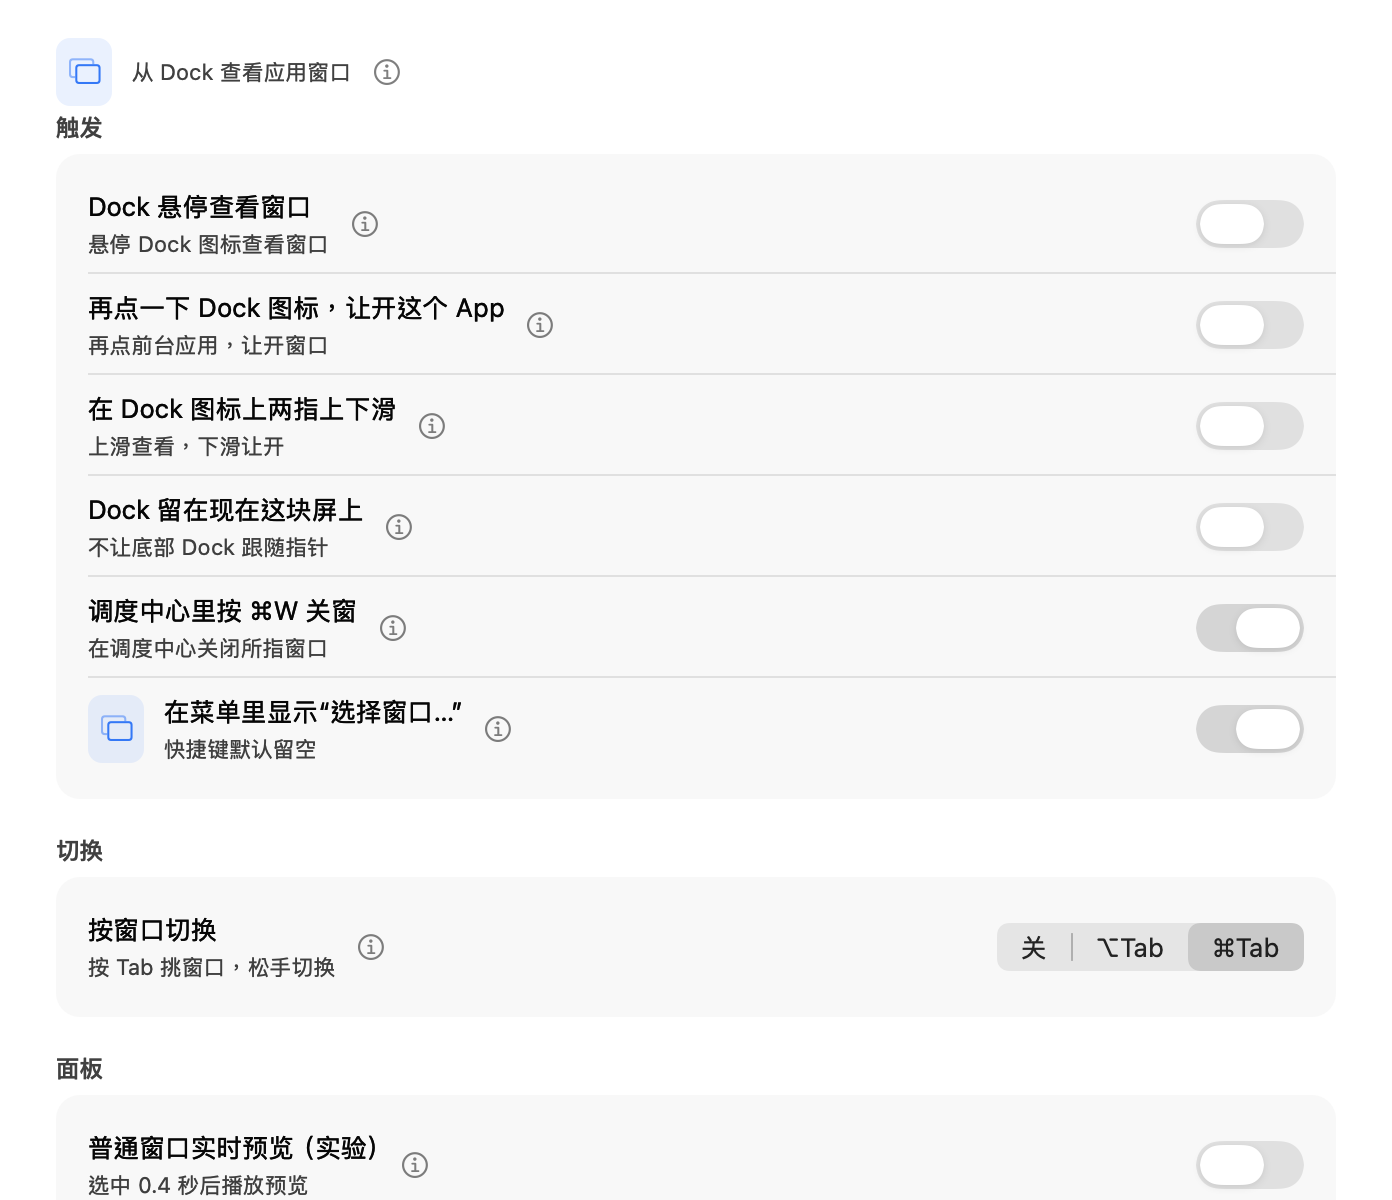 从 Dock 查看应用窗口
触发
Dock 悬停查看窗口
悬停 Dock 图标查看窗口
再点一下 Dock 图标，让开这个 App
再点前台应用，让开窗口
在 Dock 图标上两指上下滑
上滑查看，下滑让开
Dock 留在现在这块屏上
不让底部 Dock 跟随指针
调度中心里按 ⌘W 关窗
在调度中心关闭所指窗口
在菜单里显示“选择窗口...”
快捷键默认留空
切换
按窗口切换
按 Tab 挑窗口，松手切换
关 ⌥Tab ⌘Tab
面板
普通窗口实时预览（实验）
选中 0.4 秒后播放预览